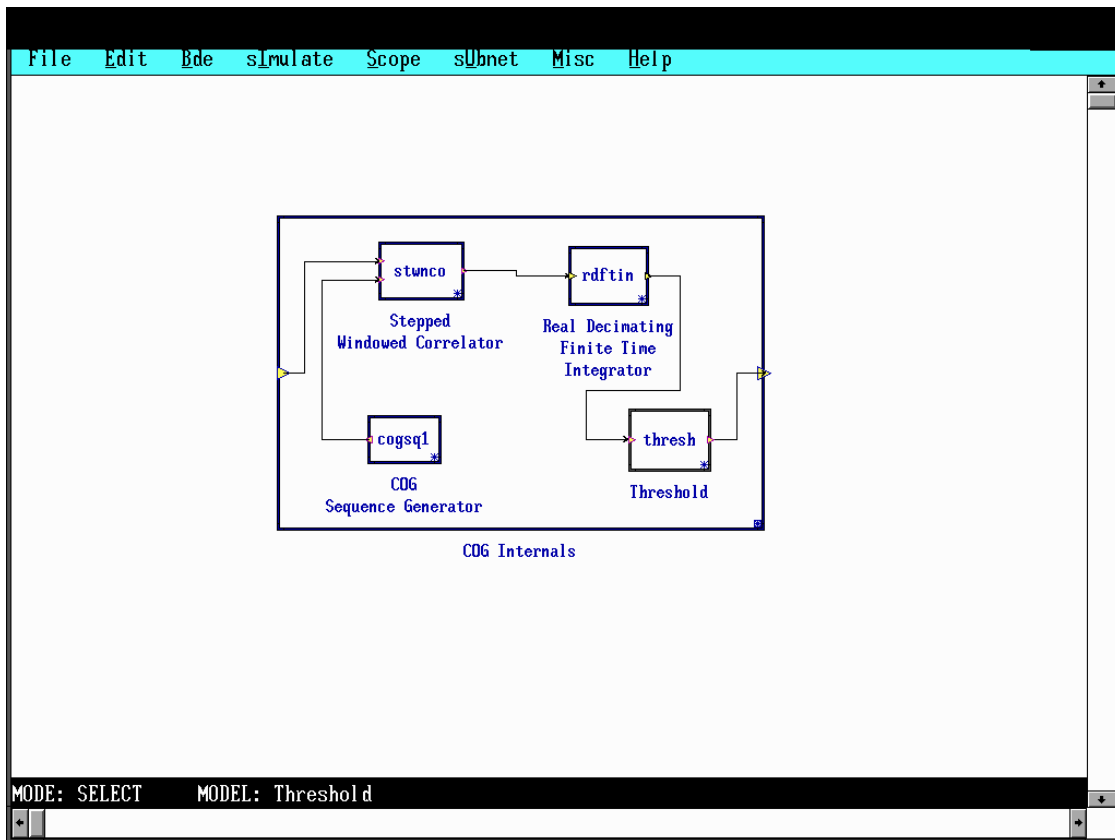 File Edit Bde sImulate Scope sUbnet Misc Help
stwnco
Stepped
Windowed Correlator
rdftin
Real Decimating
Finite Time
Integrator
cogsq1
COG
Sequence Generator
thresh
Threshold
COG Internals
MODE: SELECT MODEL: Threshold